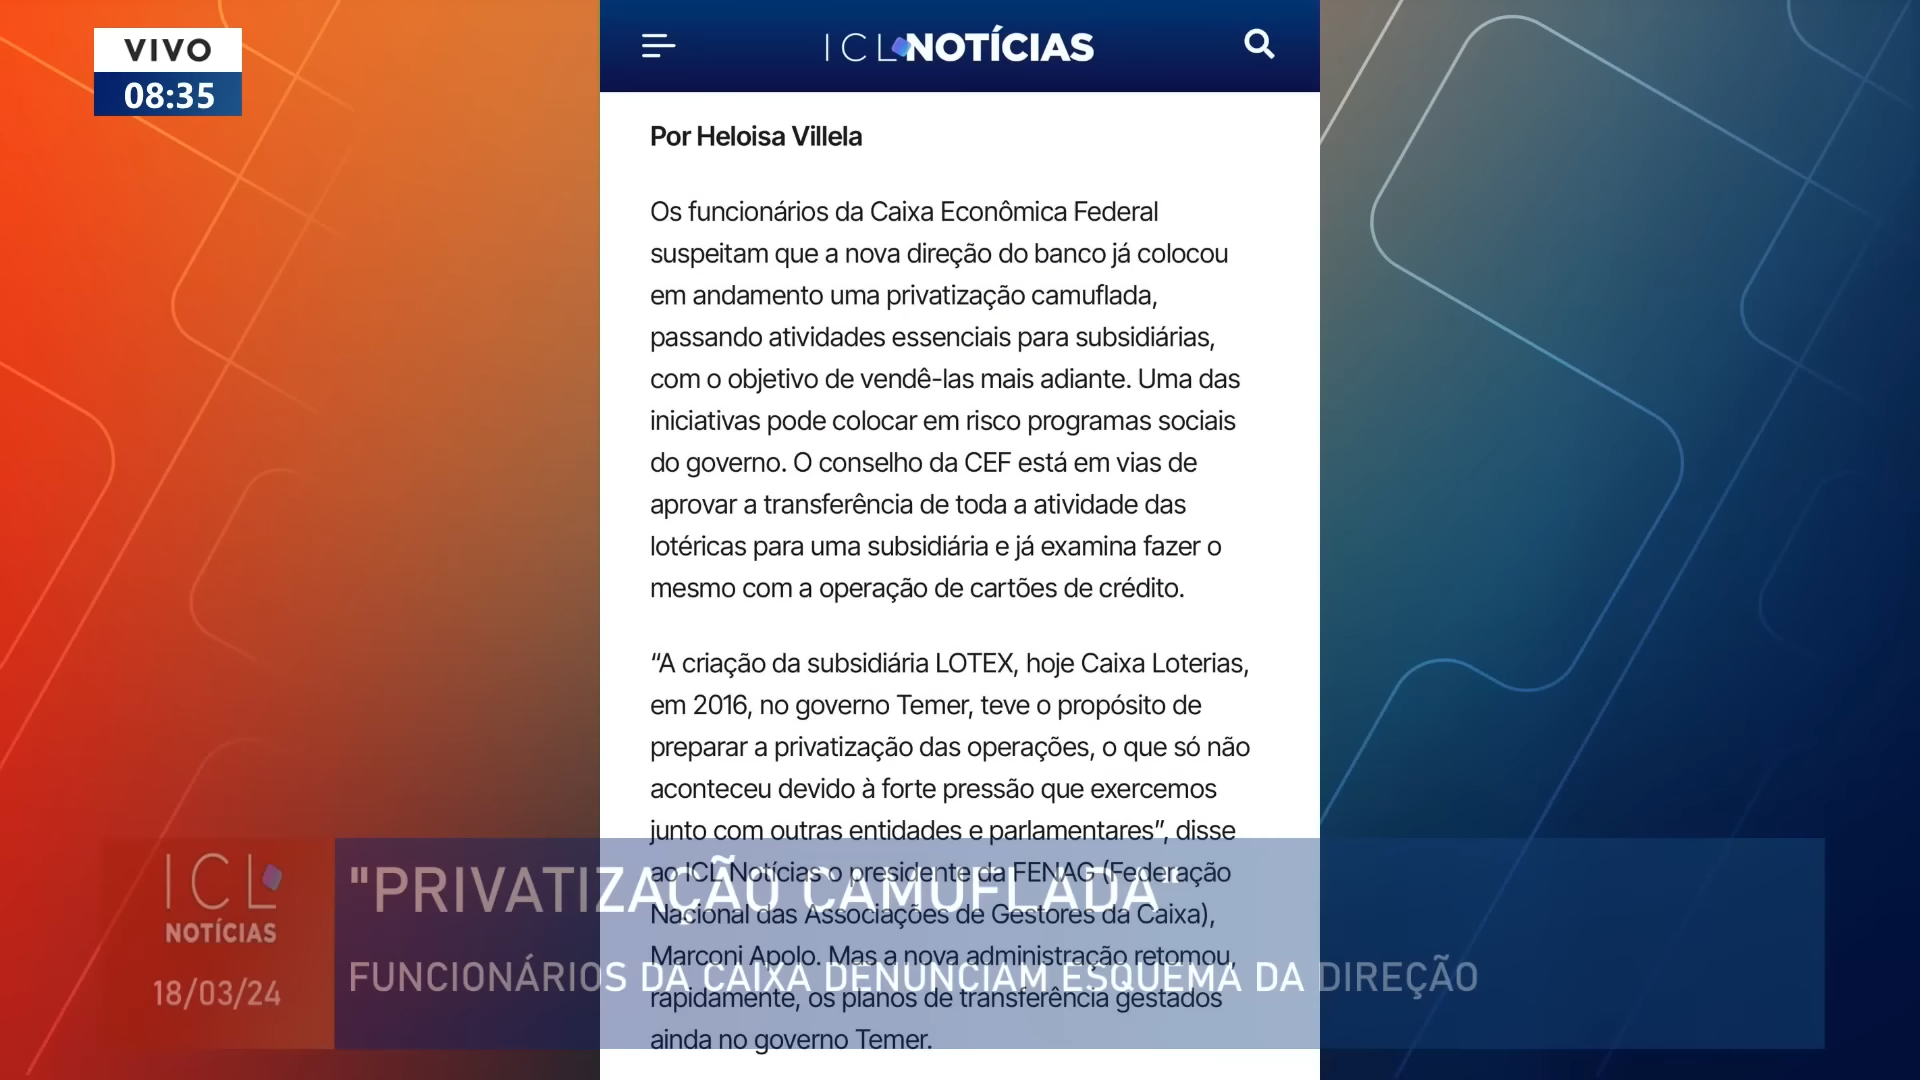 VIVO
08:35
ICL NOTÍCIAS
Por Heloisa Villela
Os funcionários da Caixa Econômica Federal
suspeitam que a nova direção do banco já colocou
em andamento uma privatização camuflada,
passando atividades essenciais para subsidiárias,
com o objetivo de vendê-las mais adiante. Uma das
iniciativas pode colocar em risco programas sociais
do governo. O conselho da CEF está em vias de
aprovar a transferência de toda a atividade das
lotéricas para uma subsidiária e já examina fazer o
mesmo com a operação de cartões de crédito.
“A criação da subsidiária LOTEX, hoje Caixa Loterias,
em 2016, no governo Temer, teve o propósito de
preparar a privatização das operações, o que só não
aconteceu devido à forte pressão que exercemos
junto com outras entidades e parlamentares”, disse
ao ICL Notícias o presidente da FENAG (Federação
Nacional das Associações de Gestores da Caixa),
Marconi Apolo. Mas a nova administração retomou,
rapidamente, os planos de transferência gestados
ainda no governo Temer.
ICL
NOTÍCIAS
18/03/24
"PRIVATIZAÇÃO CAMUFLADA"
FUNCIONÁRIOS DA CAIXA DENUNCIAM ESQUEMA DA DIREÇÃO